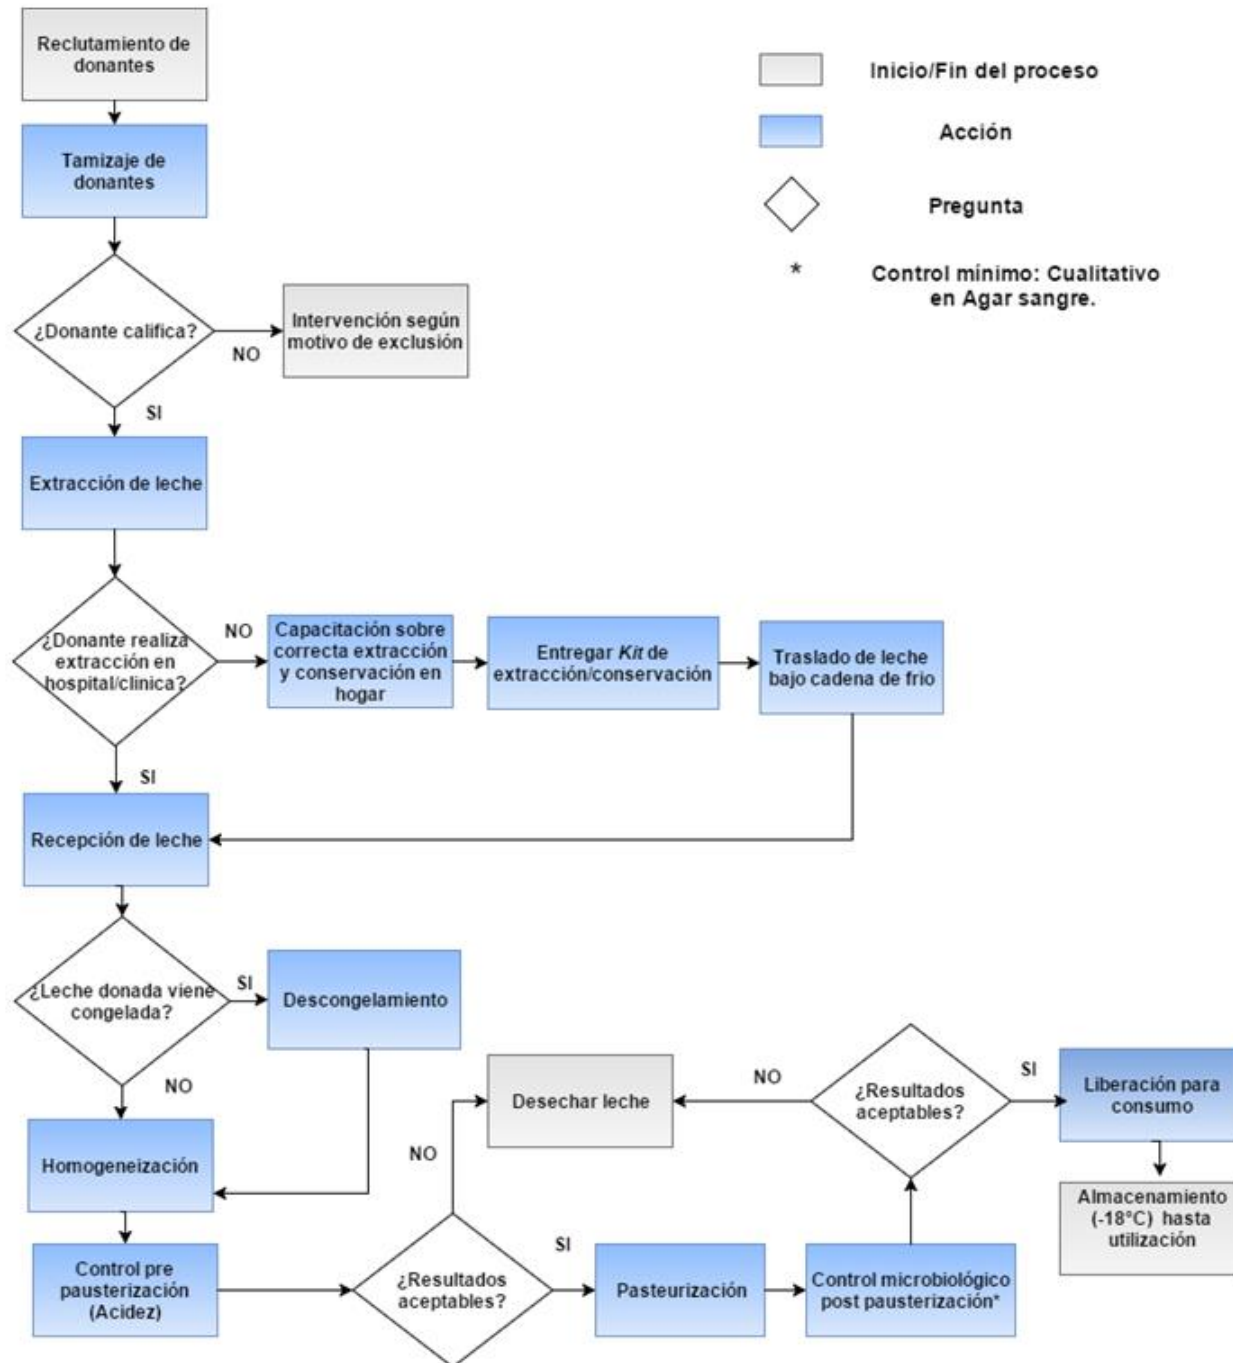 Reclutamiento de
donantes
Tamizaje de
donantes
¿Donante califica?
NO
Intervención según
motivo de exclusión
SI
Extracción de leche
¿Donante realiza
extracción en
hospital/clinica?
NO
Capacitación sobre
correcta extracción
y conservación en
hogar
Entregar Kit de
extracción/conservación
Traslado de leche
bajo cadena de frio
SI
Recepción de leche
¿Leche donada viene
congelada?
SI
Descongelamiento
NO
Homogeneización
Control pre
pausterización
(Acidez)
¿Resultados
aceptables?
NO
Desechar leche
SI
Pasteurización
Control microbiológico
post pausterización*
¿Resultados
aceptables?
NO
SI
Liberación para
consumo
Almacenamiento
(-18°C) hasta
utilización
Inicio/Fin del proceso
Acción
Pregunta
* Control mínimo: Cualitativo
en Agar sangre.